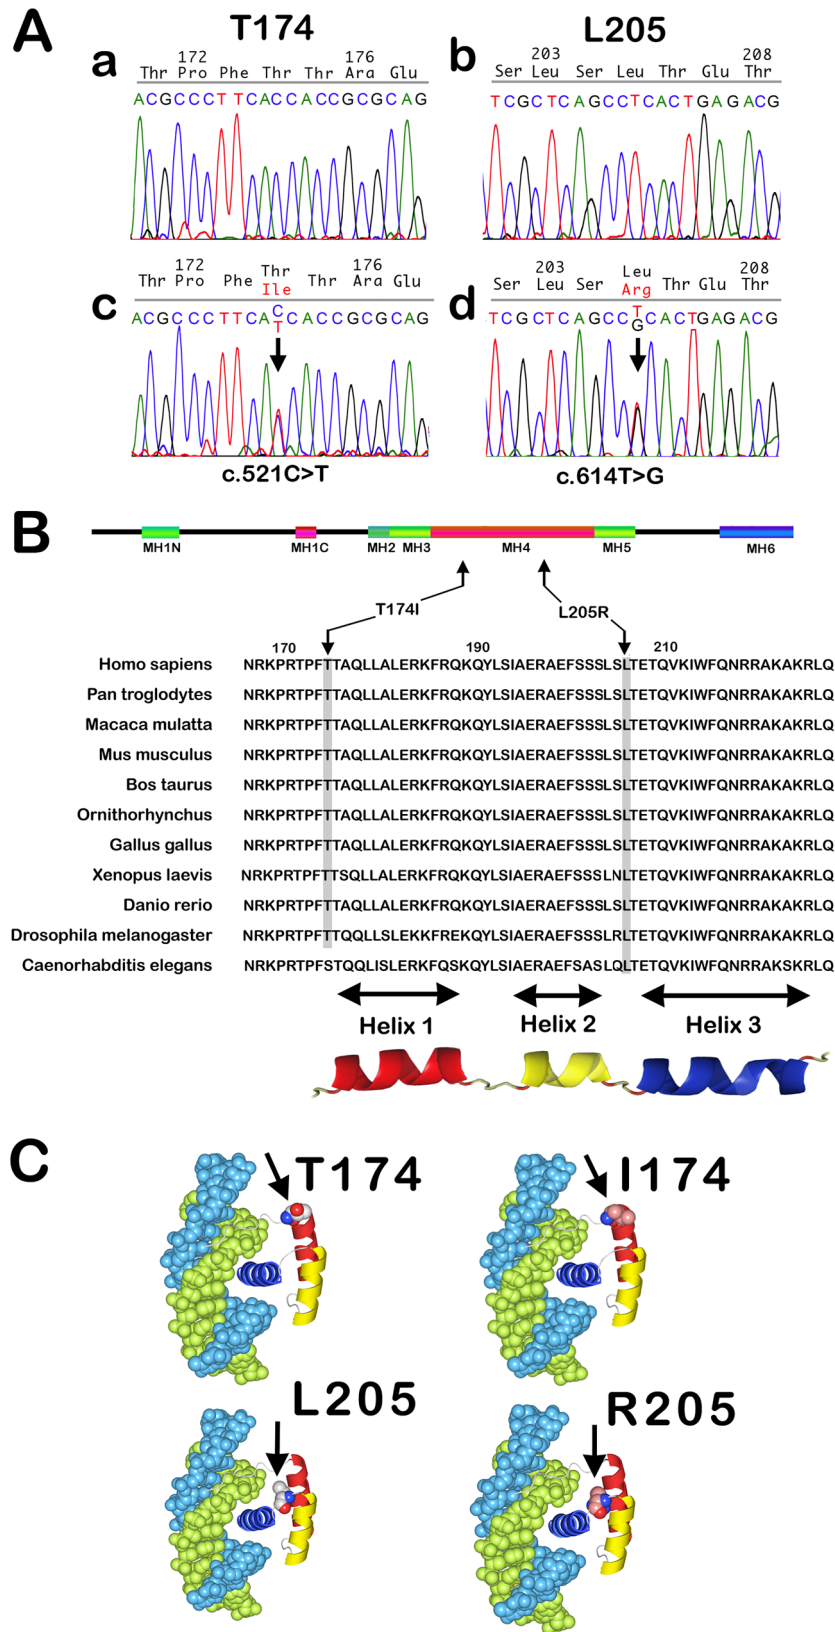 A
T174
L205
a
172
176
Thr Pro Phe Thr Thr Ara Glu
ACGCCCTTCACCACCGCGCAG
b
203
208
Ser Leu Ser Leu Thr Glu Thr
TCGCTCAGCCTCACTGAGACG
c
172
176
Thr Pro Phe Thr Thr Ara Glu
Ile
ACGCCCTTCACCACCGCGCAG
T
c.521C>T
d
203
208
Ser Leu Ser Leu Thr Glu Thr
Arg
TCGCTCAGCCTCACTGAGACG
G
c.614T>G
B
MH1N
MH1C
MH2
MH3
MH4
MH5
MH6
T174I
L205R
170
190
210
Homo sapiens NRKPRTPFTTAQLLALERKFRQKQYLSIAERAEFSSSLSLTETQVKIWFQNRRAKAKRLQ
Pan troglodytes NRKPRTPFTTAQLLALERKFRQKQYLSIAERAEFSSSLSLTETQVKIWFQNRRAKAKRLQ
Macaca mulatta NRKPRTPFTTAQLLALERKFRQKQYLSIAERAEFSSSLSLTETQVKIWFQNRRAKAKRLQ
Mus musculus NRKPRTPFTTAQLLALERKFRQKQYLSIAERAEFSSSLSLTETQVKIWFQNRRAKAKRLQ
Bos taurus NRKPRTPFTTAQLLALERKFRQKQYLSIAERAEFSSSLSLTETQVKIWFQNRRAKAKRLQ
Ornithorhynchus NRKPRTPFTTAQLLALERKFRQKQYLSIAERAEFSSSLSLTETQVKIWFQNRRAKAKRLQ
Gallus gallus NRKPRTPFTTAQLLALERKFRQKQYLSIAERAEFSSSLSLTETQVKIWFQNRRAKAKRLQ
Xenopus laevis NRKPRTPFTTSQLLALERKFRQKQYLSIAERAEFSSSLNLTETQVKIWFQNRRAKAKRLQ
Danio rerio NRKPRTPFTTAQLLALERKFRQKQYLSIAERAEFSSSLSLTETQVKIWFQNRRAKAKRLQ
Drosophila melanogaster NRKPRTPFTTQQLLSLEKKFREKQYLSIAERAEFSSSLRLTETQVKIWFQNRRAKAKRLQ
Caenorhabditis elegans NRKPRTPFSTQQLISLERKFQSKQYLSIAERAEFSASLQLTETQVKIWFQNRRAKSKRLQ
Helix 1
Helix 2
Helix 3
C
T174
I174
L205
R205